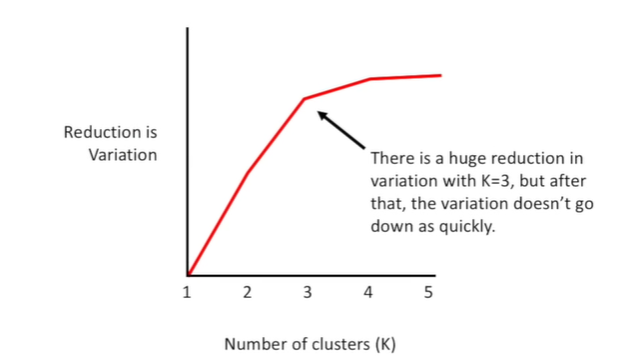 Reduction is
Variation
There is a huge reduction in
variation with K=3, but after
that, the variation doesn’t go
down as quickly.
1 2 3 4 5
Number of clusters (K)